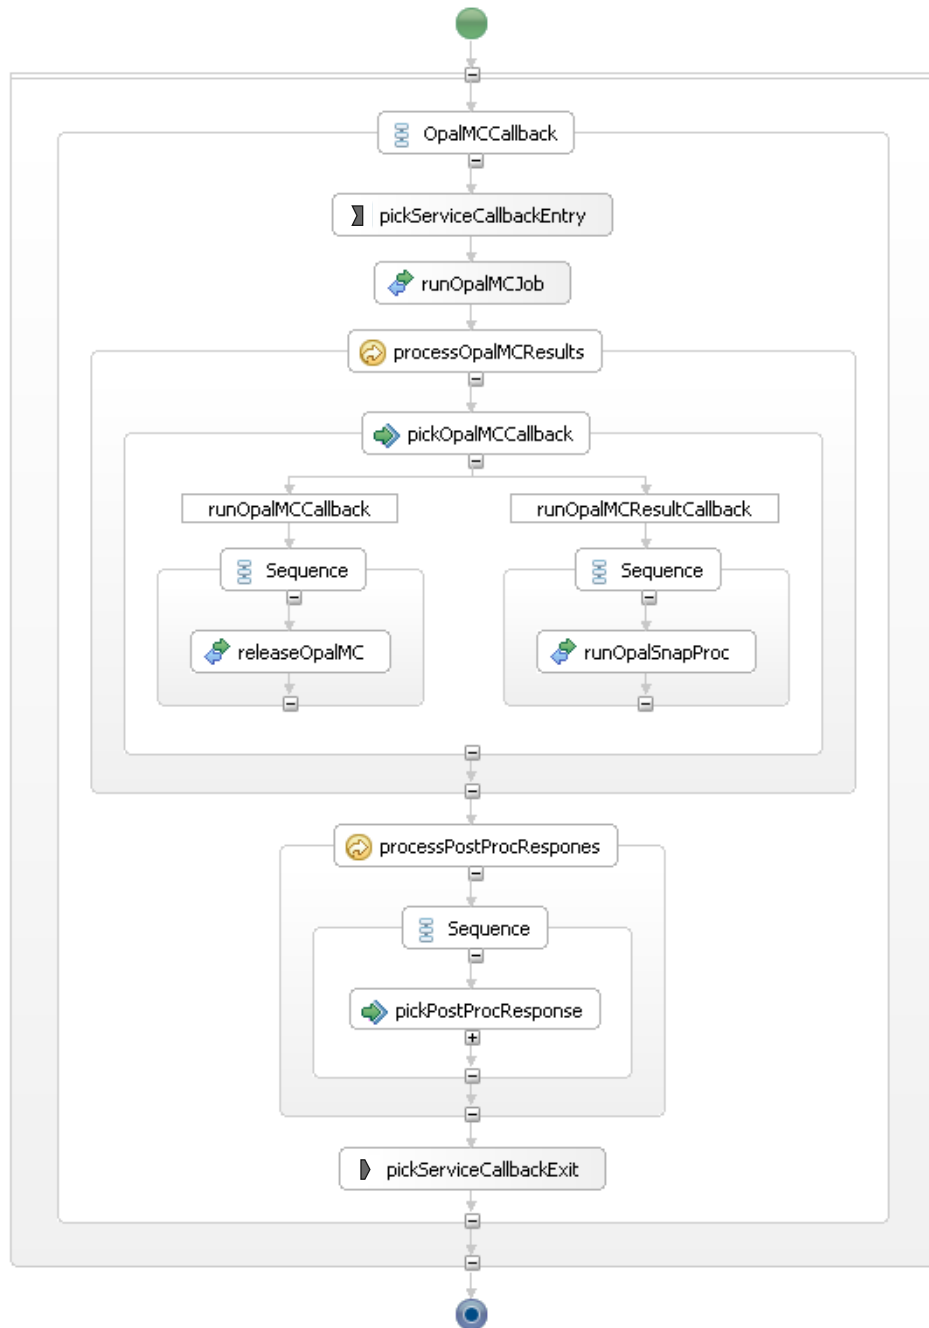 OpalMCCallback
pickServiceCallbackEntry
runOpalMCJob
processOpalMCResults
pickOpalMCCallback
runOpalMCCallback
runOpalMCResultCallback
Sequence
Sequence
releaseOpalMC
runOpalSnapProc
processPostProcRespones
Sequence
pickPostProcResponse
pickServiceCallbackExit